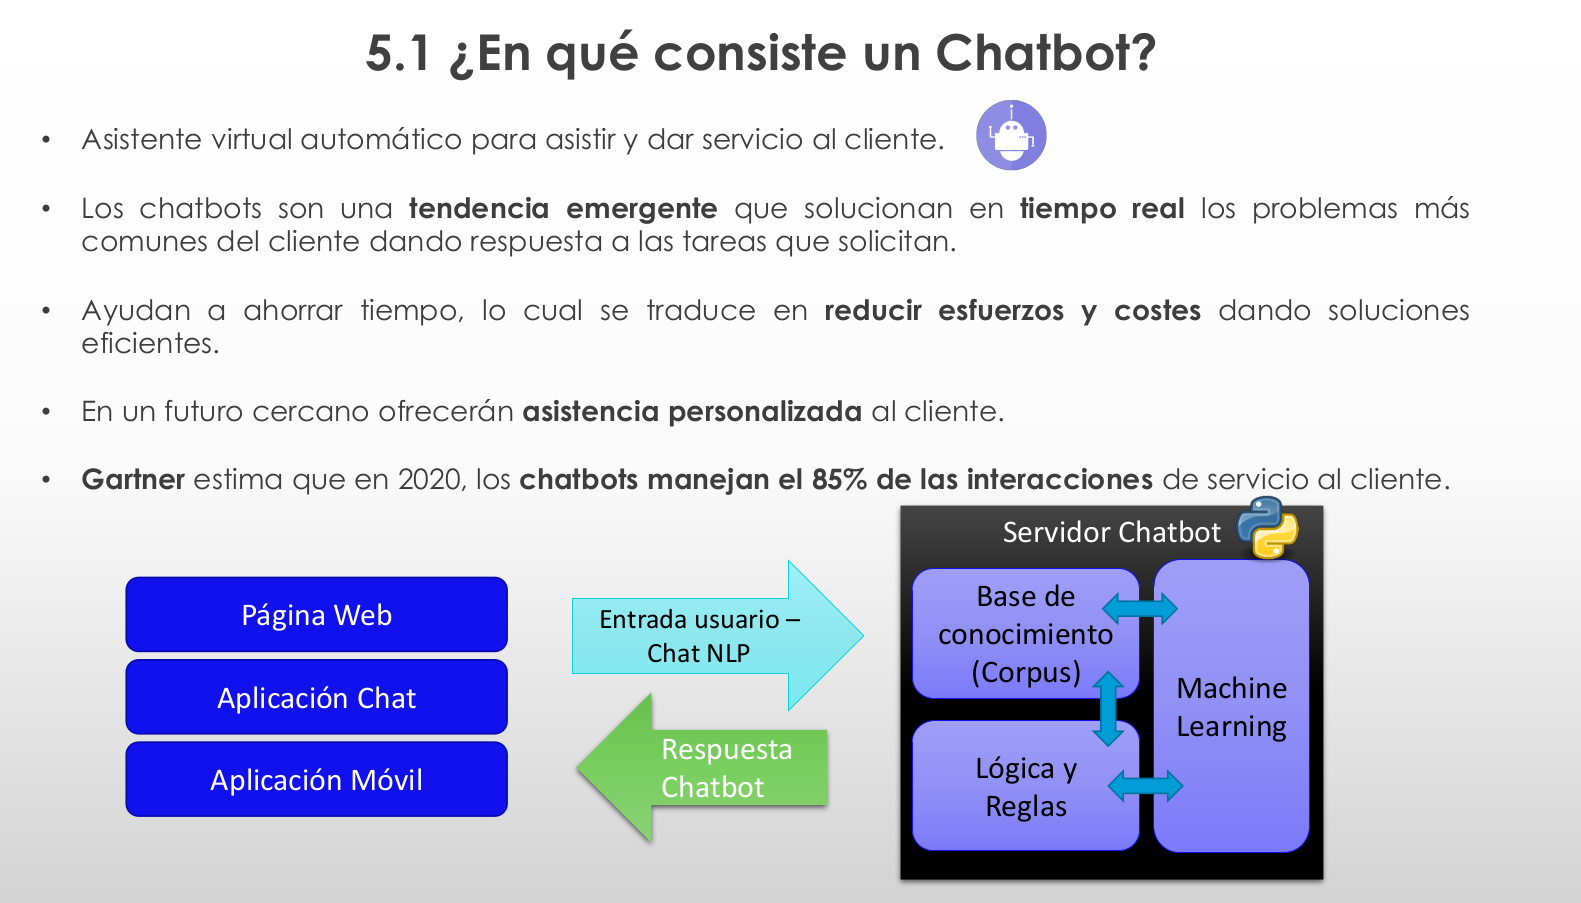 5.1 ¿En qué consiste un Chatbot?
• Asistente virtual automático para asistir y dar servicio al cliente.
• Los chatbots son una tendencia emergente que solucionan en tiempo real los problemas más
comunes del cliente dando respuesta a las tareas que solicitan.
• Ayudan a ahorrar tiempo, lo cual se traduce en reducir esfuerzos y costes dando soluciones
eficientes.
• En un futuro cercano ofrecerán asistencia personalizada al cliente.
• Gartner estima que en 2020, los chatbots manejan el 85% de las interacciones de servicio al cliente.
Página Web
Aplicación Chat
Aplicación Móvil
Entrada usuario –
Chat NLP
Respuesta
Chatbot
Servidor Chatbot
Base de
conocimiento
(Corpus)
Lógica y
Reglas
Machine
Learning